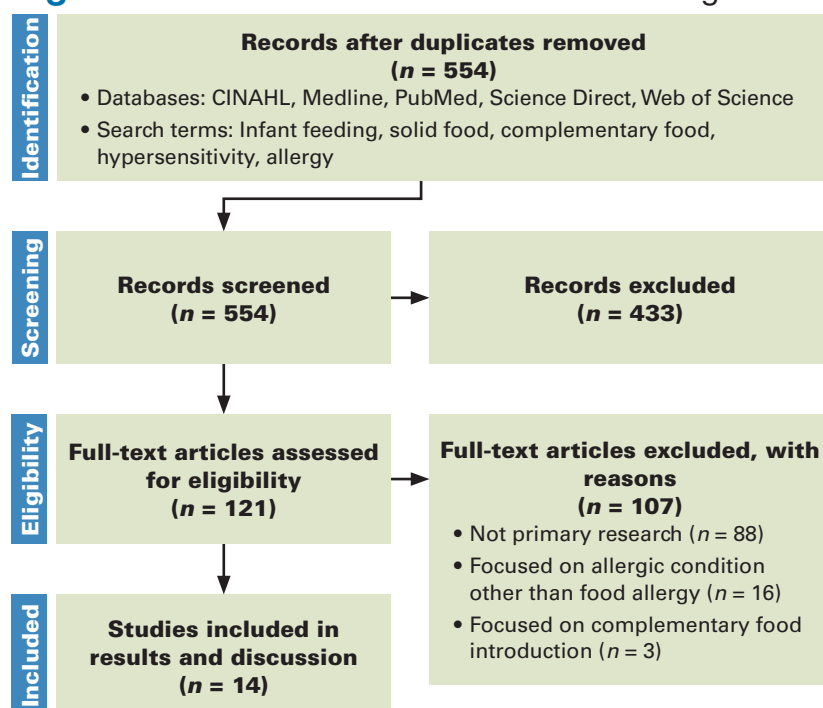 Identification
Records after duplicates removed
(n = 554)
• Databases: CINAHL, Medline, PubMed, Science Direct, Web of Science
• Search terms: Infant feeding, solid food, complementary food,
hypersensitivity, allergy
Screening
Records screened
(n = 554)
Records excluded
(n = 433)
Eligibility
Full-text articles assessed
for eligibility
(n = 121)
Full-text articles excluded, with
reasons
(n = 107)
• Not primary research (n = 88)
• Focused on allergic condition
other than food allergy (n = 16)
• Focused on complementary food
introduction (n = 3)
Included
Studies included in
results and discussion
(n = 14)